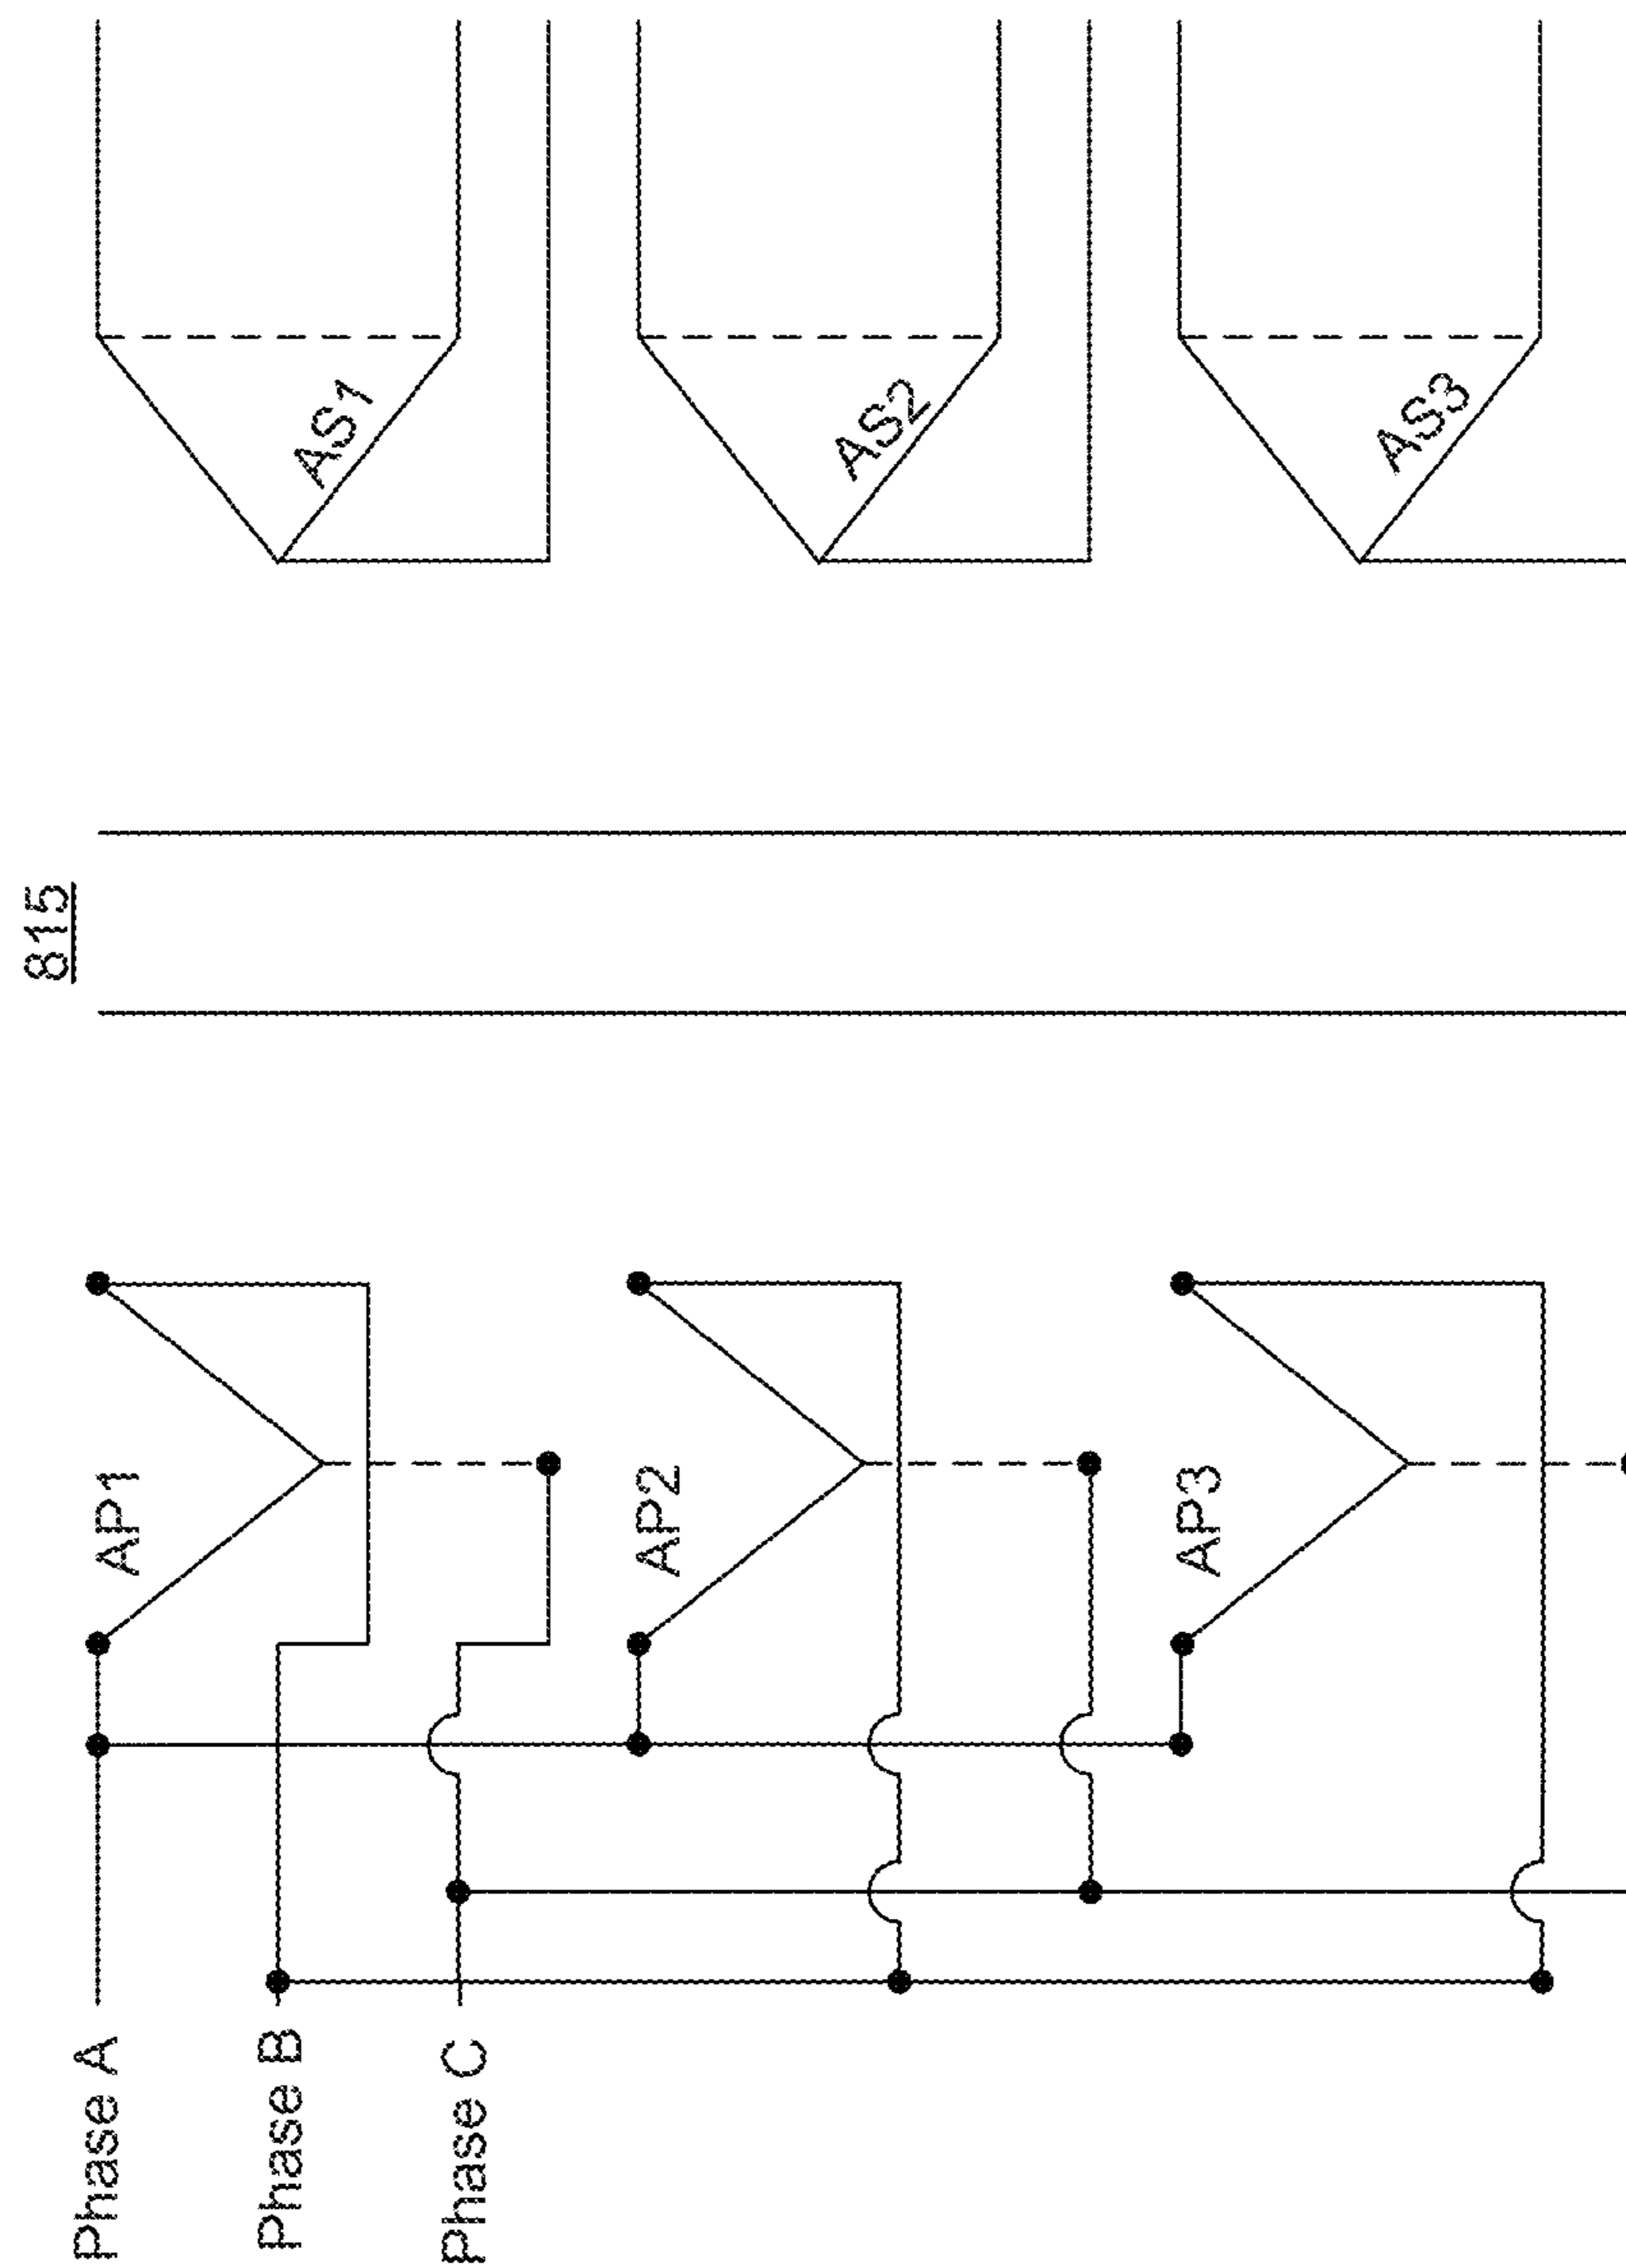 815
Phase A
Phase B
Phase C
AP1
AP2
AP3
AS1
AS2
AS3